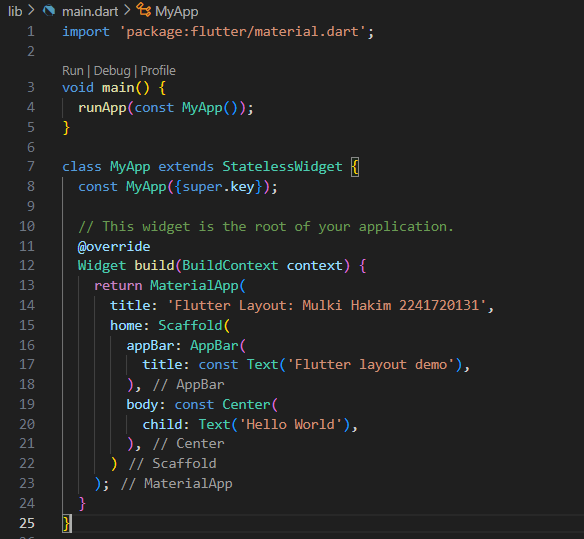 lib > main.dart > MyApp
1 import 'package:flutter/material.dart';
2
Run | Debug | Profile
3 void main() {
4   runApp(const MyApp());
5 }
6
7 class MyApp extends StatelessWidget {
8   const MyApp({super.key});
9
10   // This widget is the root of your application.
11   @override
12   Widget build(BuildContext context) {
13     return MaterialApp(
14       title: 'Flutter Layout: Mulki Hakim 2241720131',
15       home: Scaffold(
16         appBar: AppBar(
17           title: const Text('Flutter layout demo'),
18         ), // AppBar
19         body: const Center(
20           child: Text('Hello World'),
21         ), // Center
22       ) // Scaffold
23     ); // MaterialApp
24   }
25 }